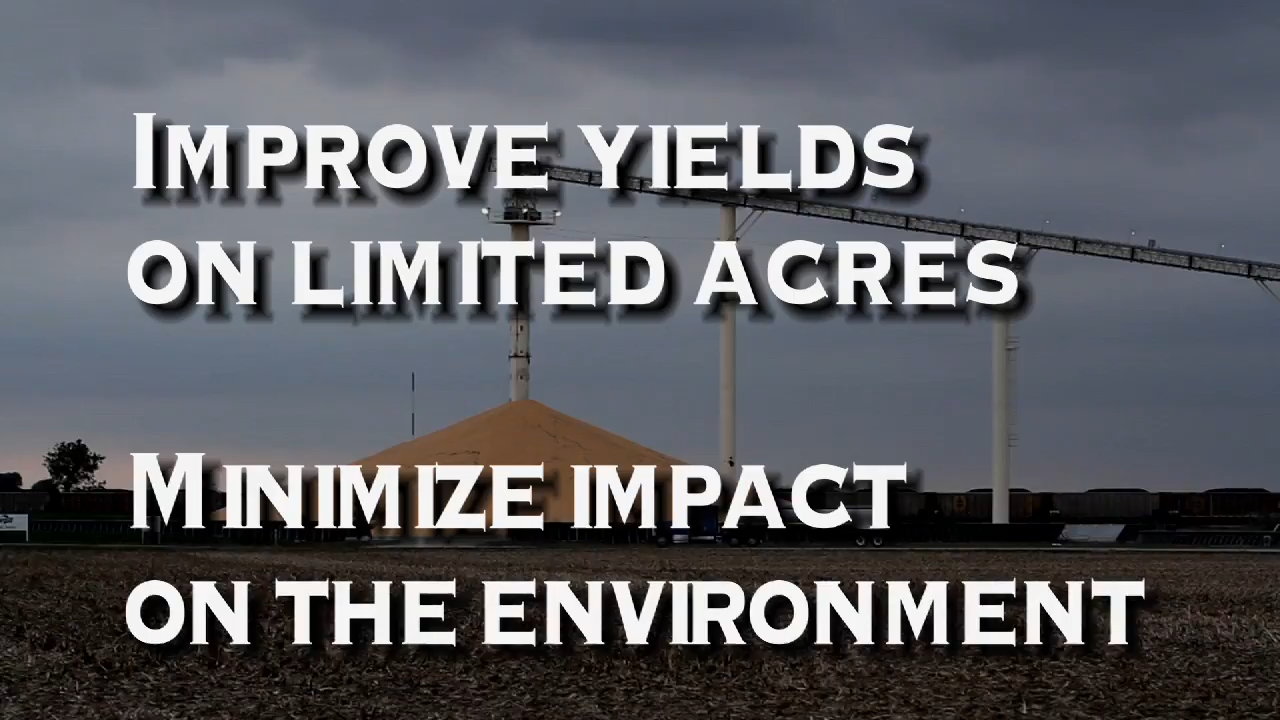 Improve yields
on limited acres
Minimize impact
on the environment